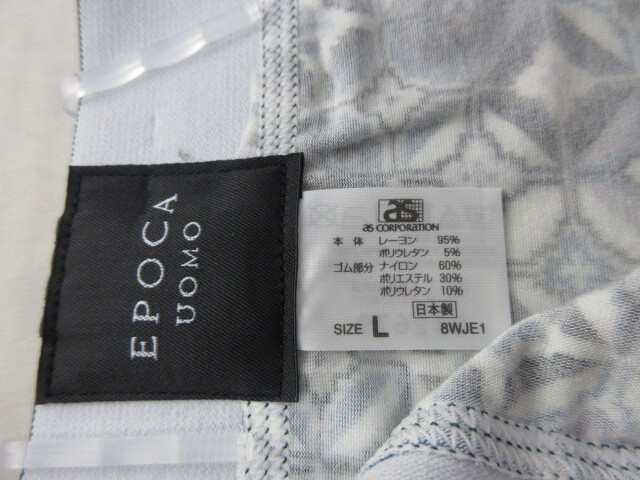 EPOCA
UOMO
as
as CORPORATION
本体 レーヨン 95%
ポリウレタン 5%
ゴム部分 ナイロン 60%
ポリエステル 30%
ポリウレタン 10%
日本製
SIZE L 8WJE1